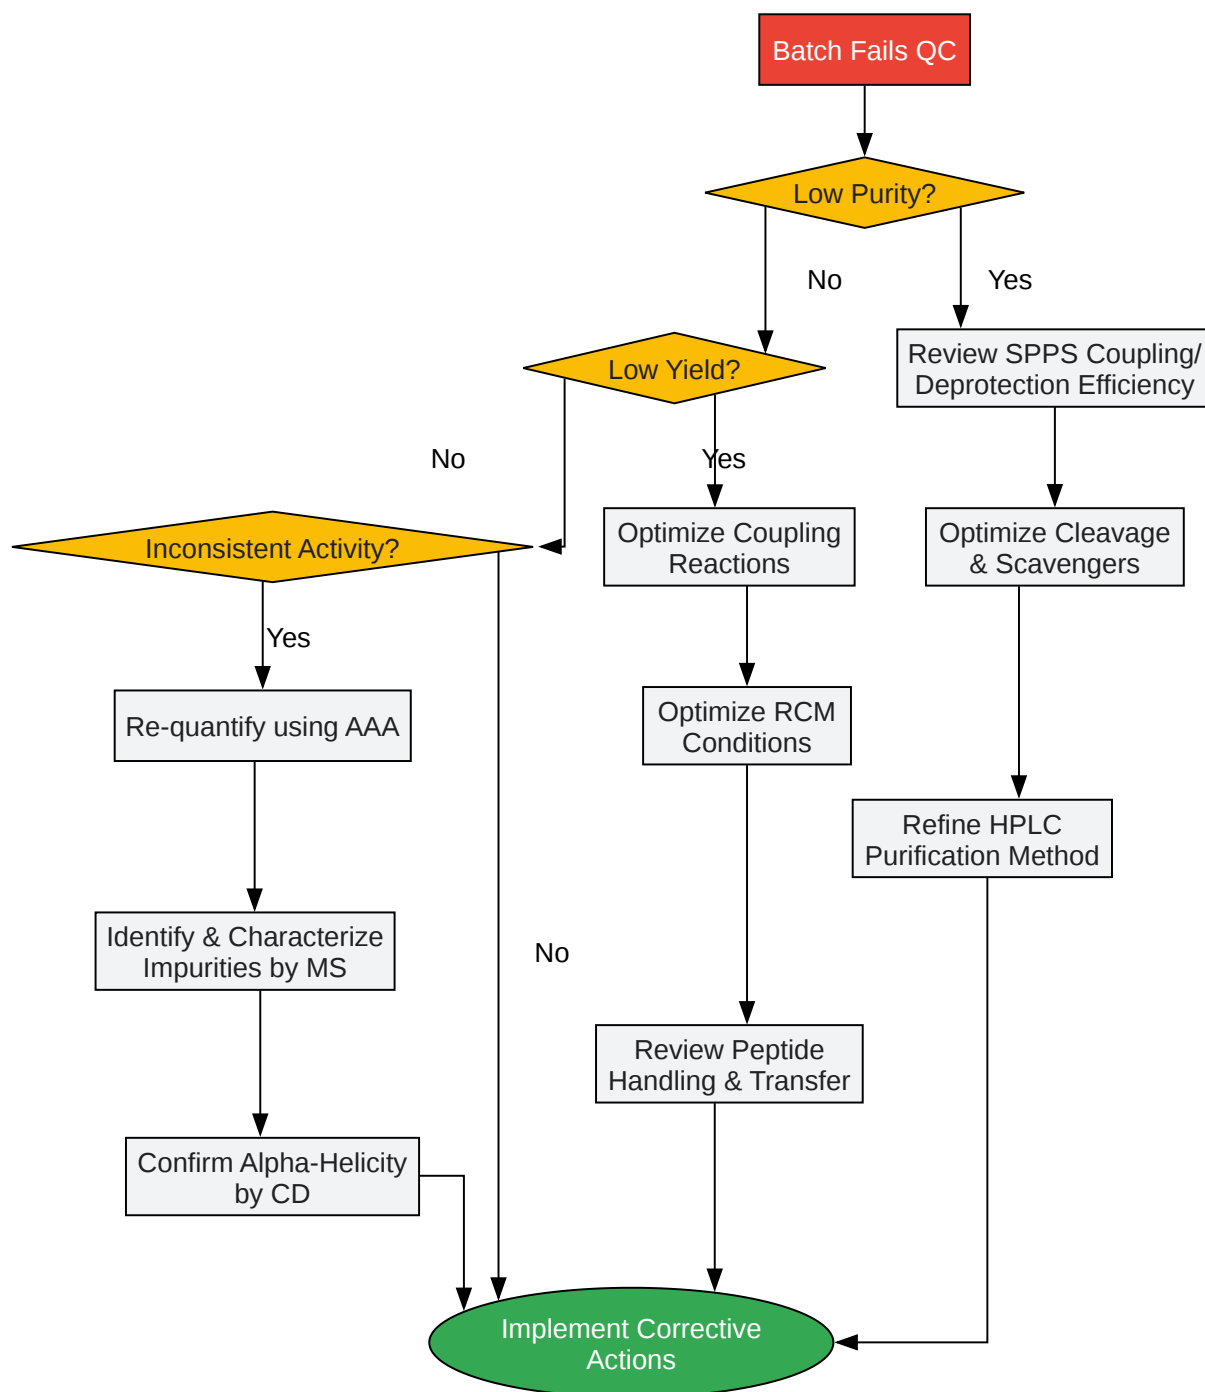 Batch Fails QC
Low Purity?
No
Yes
Low Yield?
Review SPPS Coupling/
Deprotection Efficiency
No
Yes
Inconsistent Activity?
Optimize Coupling
Reactions
Optimize Cleavage
& Scavengers
Yes
Re-quantify using AAA
Optimize RCM
Conditions
Refine HPLC
Purification Method
Identify & Characterize
Impurities by MS
No
Review Peptide
Handling & Transfer
Confirm Alpha-Helicity
by CD
Implement Corrective
Actions